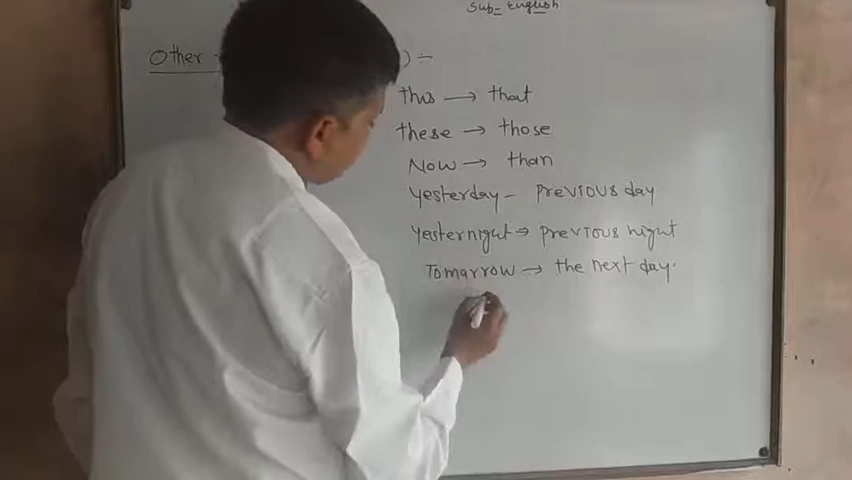 Sub- English
Other ) :-
This → that
these → those
Now → than
Yesterday - Previous day
Yesternight → previous night
Tomarrow → the next day.